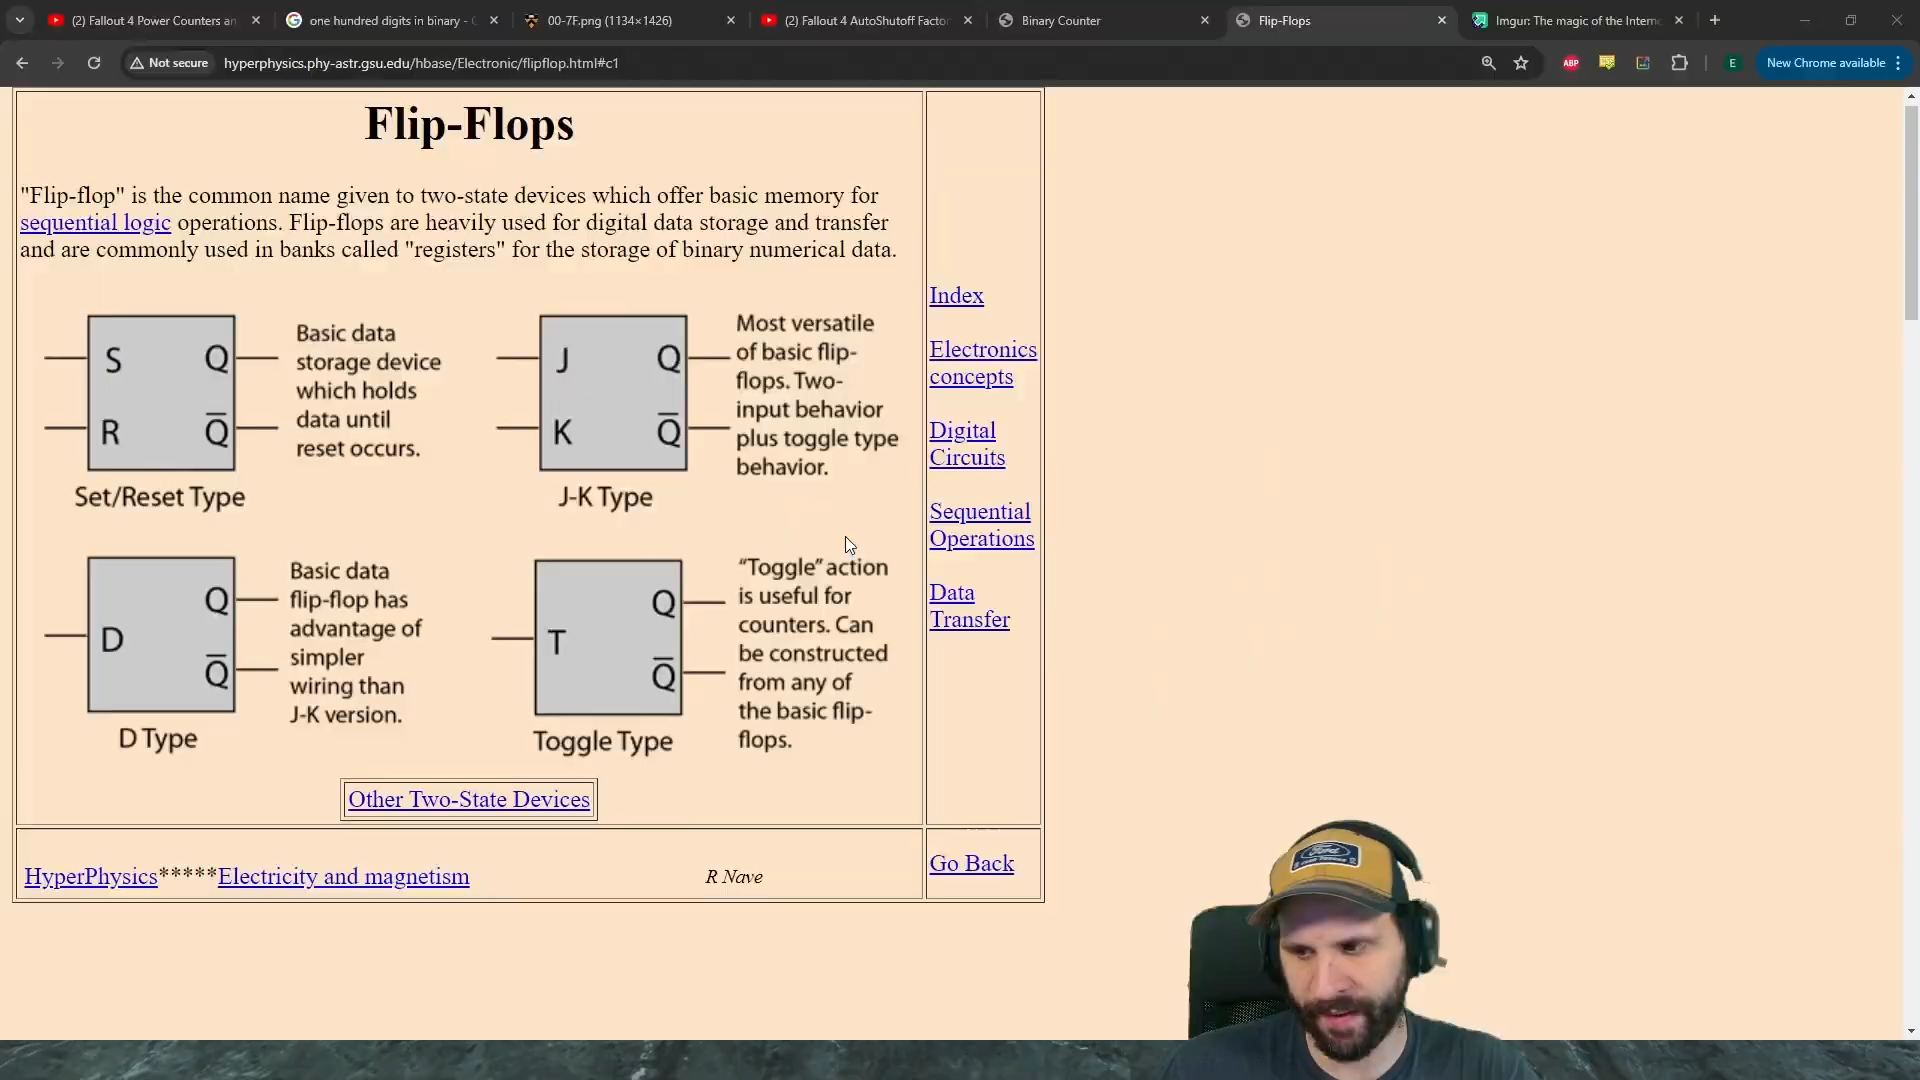 (2) Fallout 4 Power Counters an
one hundred digits in binary - G
00-7F.png (1134×1426)
(2) Fallout 4 AutoShutoff Factor
Binary Counter
Flip-Flops
Imgur: The magic of the Interne
Not secure
hyperphysics.phy-astr.gsu.edu/hbase/Electronic/flipflop.html#c1
ABP
E
New Chrome available
Flip-Flops
"Flip-flop" is the common name given to two-state devices which offer basic memory for
sequential logic operations. Flip-flops are heavily used for digital data storage and transfer
and are commonly used in banks called "registers" for the storage of binary numerical data.
S Q
R Q̅
Set/Reset Type
Basic data
storage device
which holds
data until
reset occurs.
J Q
K Q̅
J-K Type
Most versatile
of basic flip-
flops. Two-
input behavior
plus toggle type
behavior.
D
Q
Q̅
D Type
Basic data
flip-flop has
advantage of
simpler
wiring than
J-K version.
T
Q
Q̅
Toggle Type
“Toggle” action
is useful for
counters. Can
be constructed
from any of
the basic flip-
flops.
Other Two-State Devices
Index
Electronics
concepts
Digital
Circuits
Sequential
Operations
Data
Transfer
HyperPhysics*****Electricity and magnetism
R Nave
Go Back
Ford